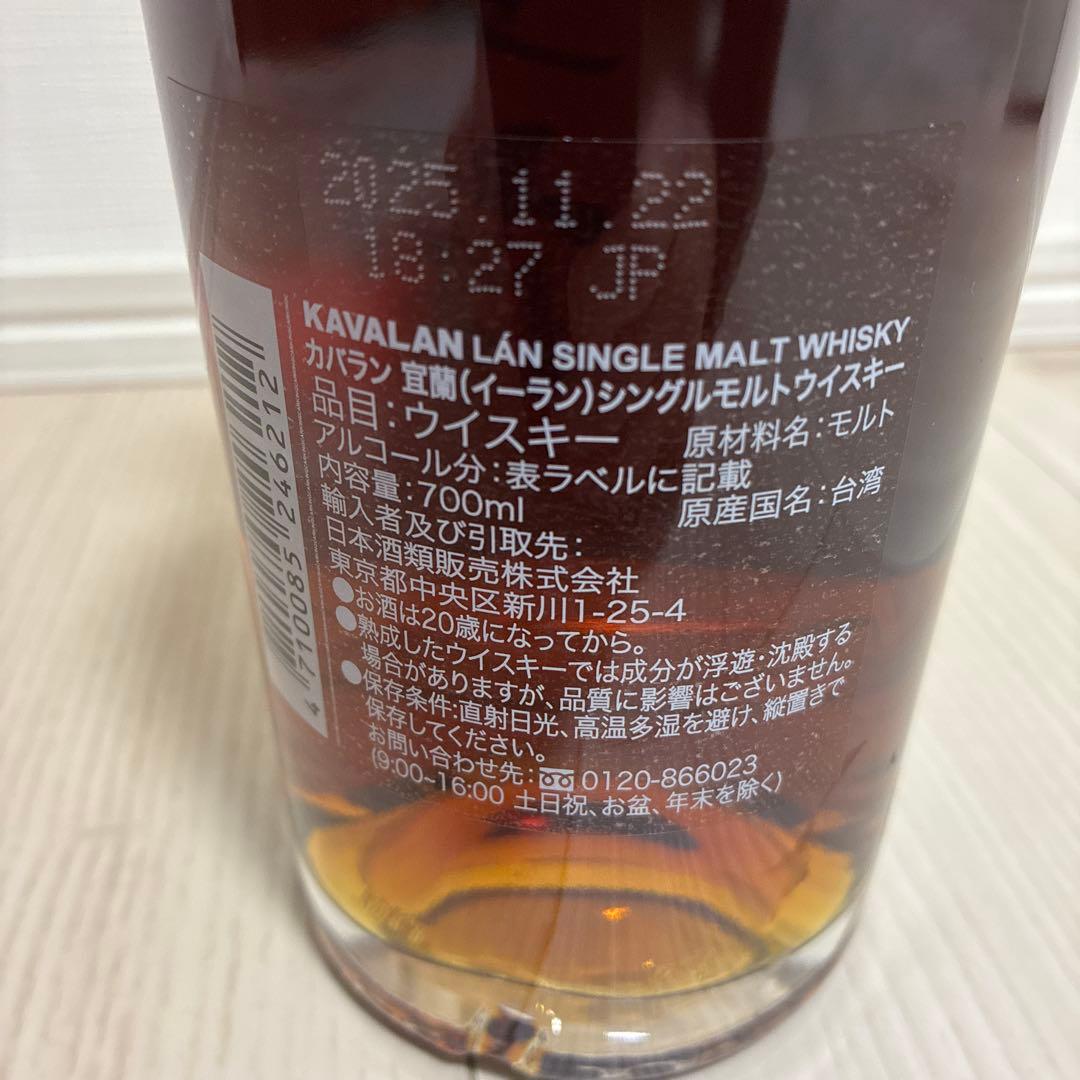 2025.11.22
18:27 JP
KAVALAN LÁN SINGLE MALT WHISKY
カバラン 宜蘭(イーラン)シングルモルトウイスキー
品目:ウイスキー 原材料名:モルト
アルコール分:表ラベルに記載
内容量:700ml 原産国名:台湾
輸入者及び引取先:
日本酒類販売株式会社
東京都中央区新川1-25-4
●お酒は20歳になってから。
●熟成したウイスキーでは成分が浮遊・沈殿する
場合がありますが、品質に影響はございません。
●保存条件:直射日光、高温多湿を避け、縦置きで
保存してください。
お問い合わせ先:0120-866023
(9:00~16:00 土日祝、お盆、年末を除く)
4 710085 246212